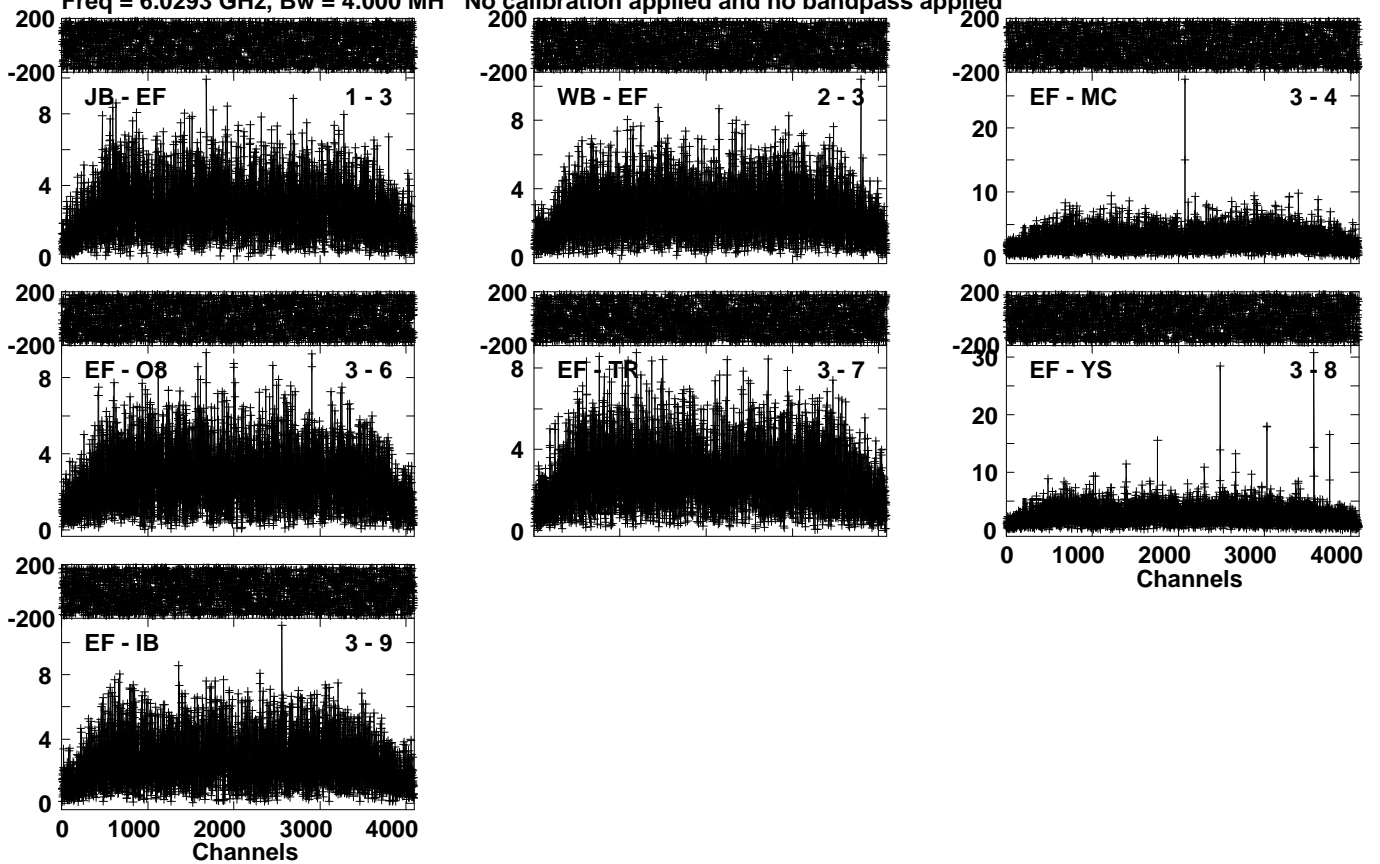 Freq = 6.0293 GHz, Bw = 4.000 MH No calibration applied and no bandpass applied
200 200 200
-200 -200 -200
JB - EF 1 - 3 WB - EF 2 - 3 EF - MC 3 - 4
8 8 20
4 4 10
0 0 0
200 200 200
-200 -200 -200
30
EF - O8 3 - 6 EF - TR 3 - 7 EF - YS 3 - 8
8 8 20
4 4 10
0 0 0
0 1000 2000 3000 4000
Channels
200
-200
EF - IB 3 - 9
8
4
0
0 1000 2000 3000 4000
Channels